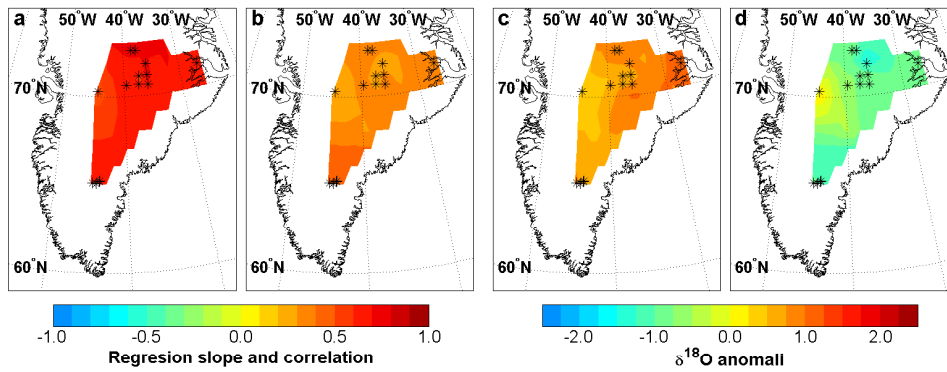 a 50°W 40°W 30°W b 50°W 40°W 30°W c 50°W 40°W 30°W d 50°W 40°W 30°W
70°N 70°N 70°N 70°N
60°N 60°N 60°N 60°N
-1.0 -0.5 0.0 0.5 1.0 -2.0 -1.0 0.0 1.0 2.0
Regresion slope and correlation δ¹⁸O anomali